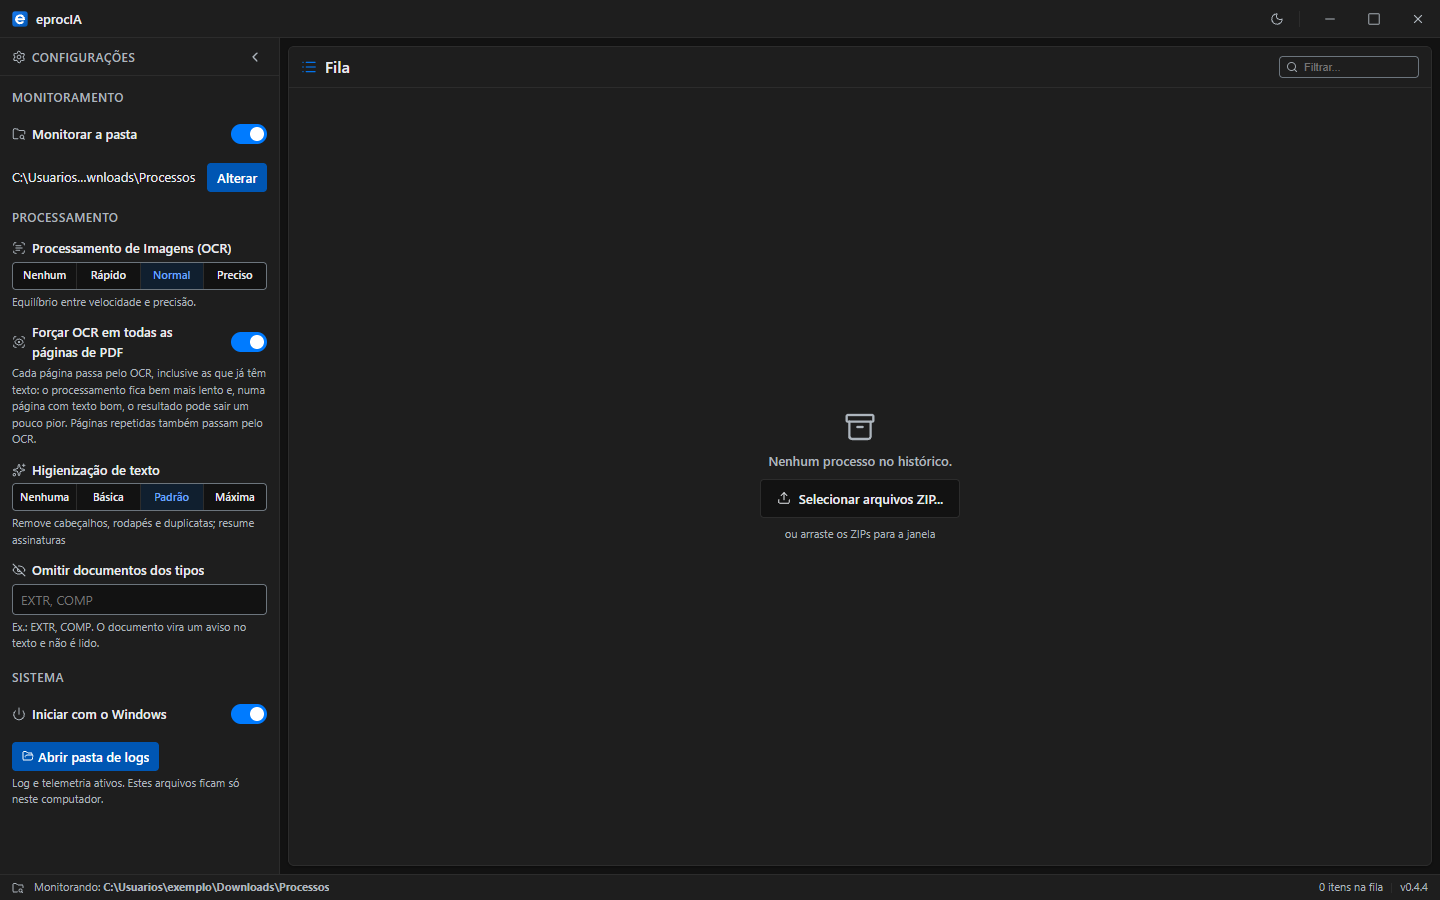 eprocIA
CONFIGURAÇÕES
MONITORAMENTO
Monitorar a pasta
C:\Usuarios...wnloads\Processos
Alterar
PROCESSAMENTO
Processamento de Imagens (OCR)
Nenhum Rápido Normal Preciso
Equilíbrio entre velocidade e precisão.
Forçar OCR em todas as
páginas de PDF
Cada página passa pelo OCR, inclusive as que já têm
texto: o processamento fica bem mais lento e, numa
página com texto bom, o resultado pode sair um
pouco pior. Páginas repetidas também passam pelo
OCR.
Higienização de texto
Nenhuma Básica Padrão Máxima
Remove cabeçalhos, rodapés e duplicatas; resume
assinaturas
Omitir documentos dos tipos
EXTR, COMP
Ex.: EXTR, COMP. O documento vira um aviso no
texto e não é lido.
SISTEMA
Iniciar com o Windows
Abrir pasta de logs
Log e telemetria ativos. Estes arquivos ficam só
neste computador.
Fila
Filtrar...
Nenhum processo no histórico.
Selecionar arquivos ZIP...
ou arraste os ZIPs para a janela
Monitorando: C:\Usuarios\exemplo\Downloads\Processos
0 itens na fila
v0.4.4